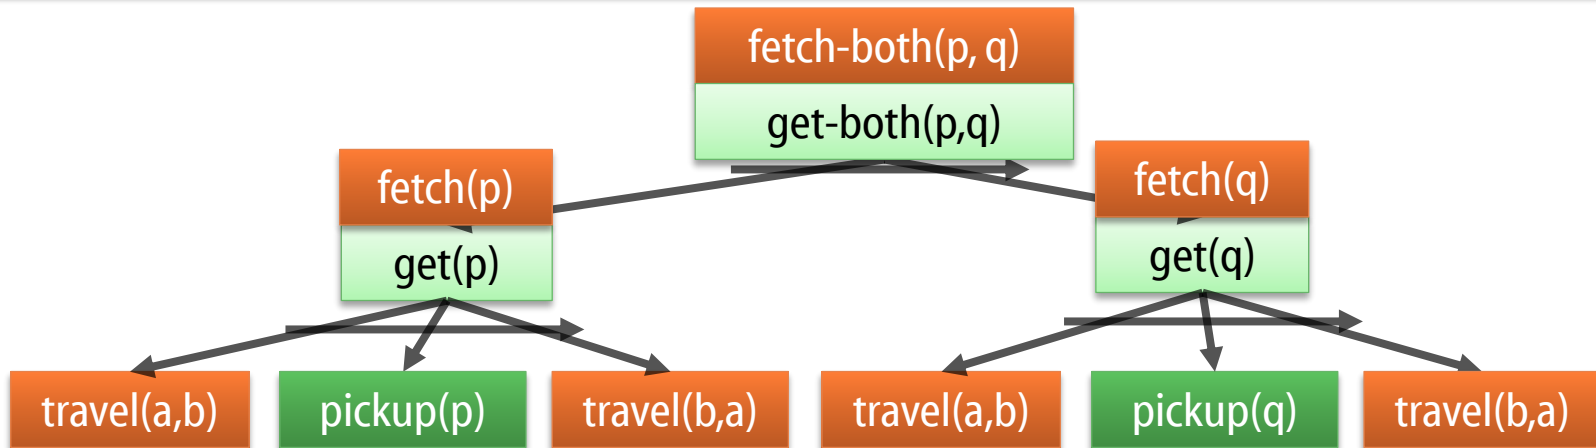 fetch-both(p, q)
get-both(p,q)
fetch(p)
get(p)
fetch(q)
get(q)
travel(a,b)
pickup(p)
travel(b,a)
travel(a,b)
pickup(q)
travel(b,a)